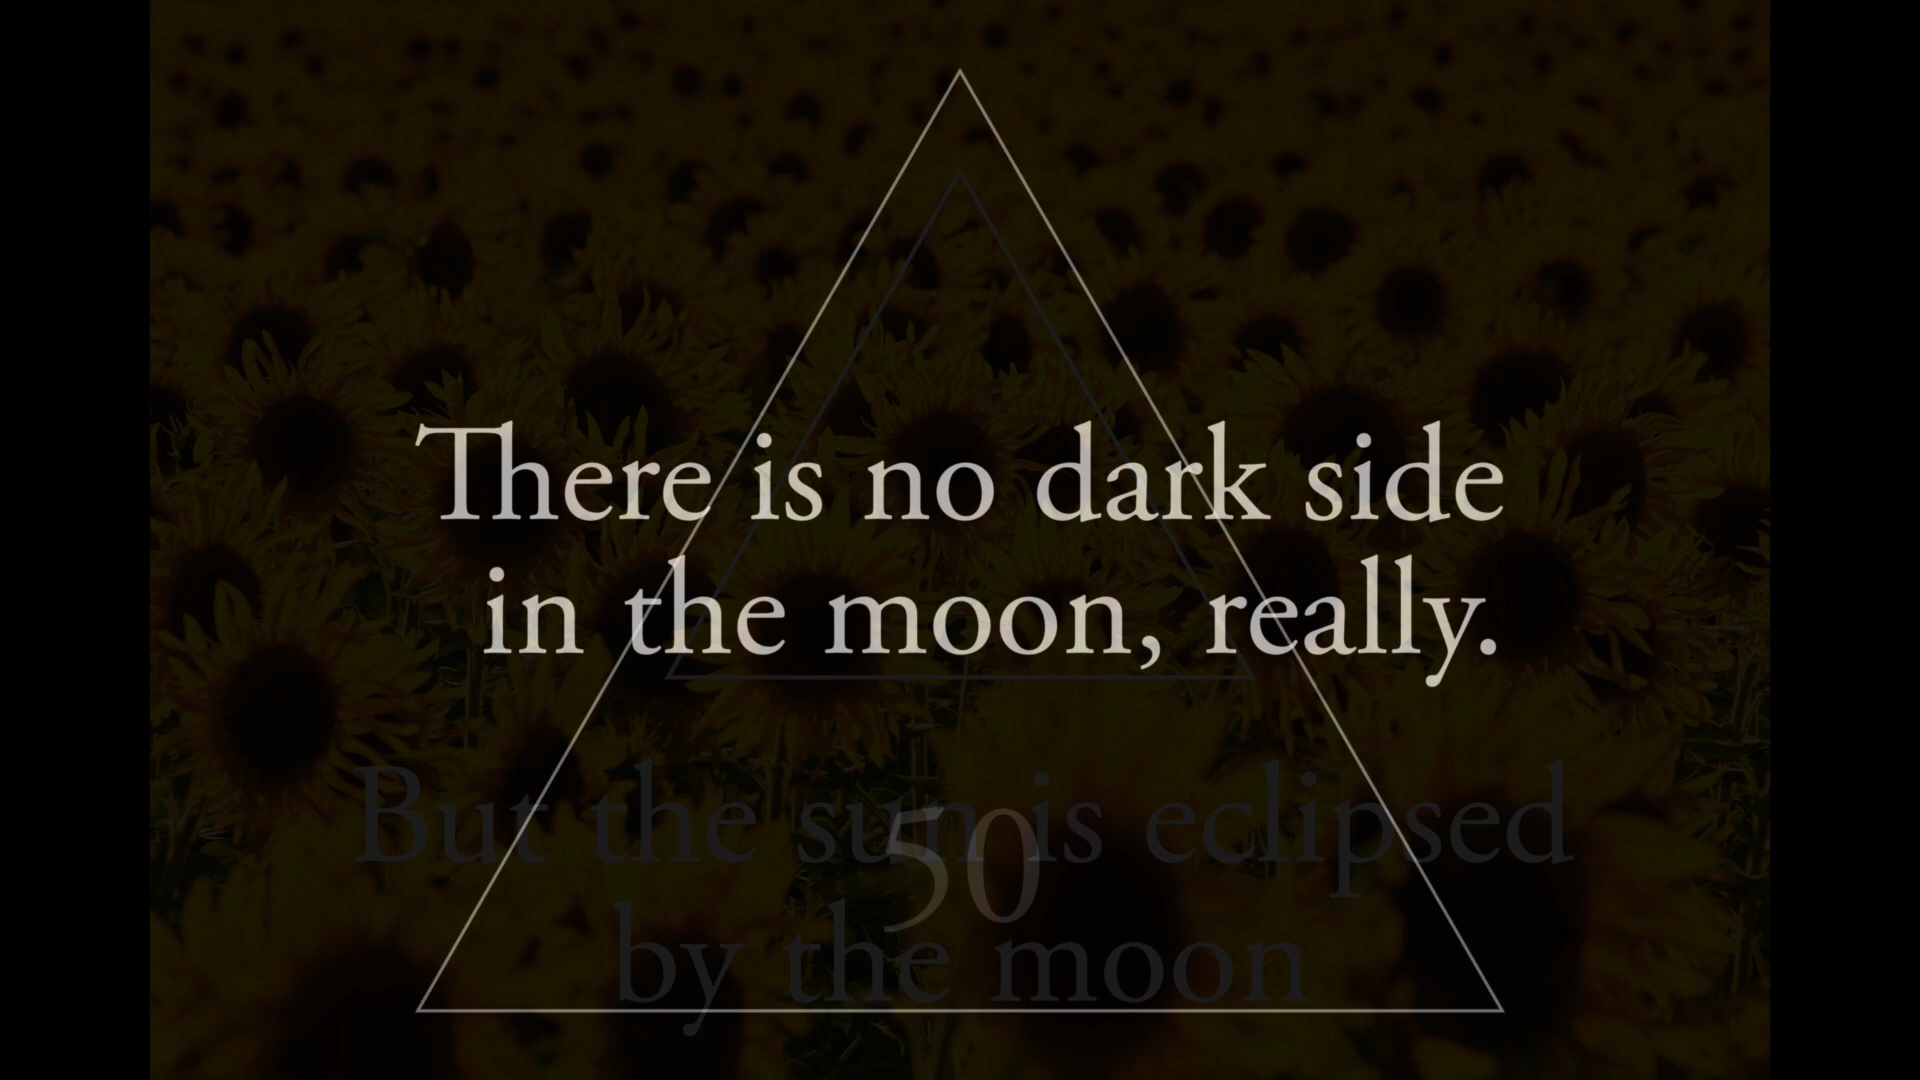 There is no dark side
in the moon, really.
But the sun is eclipsed
50
by the moon